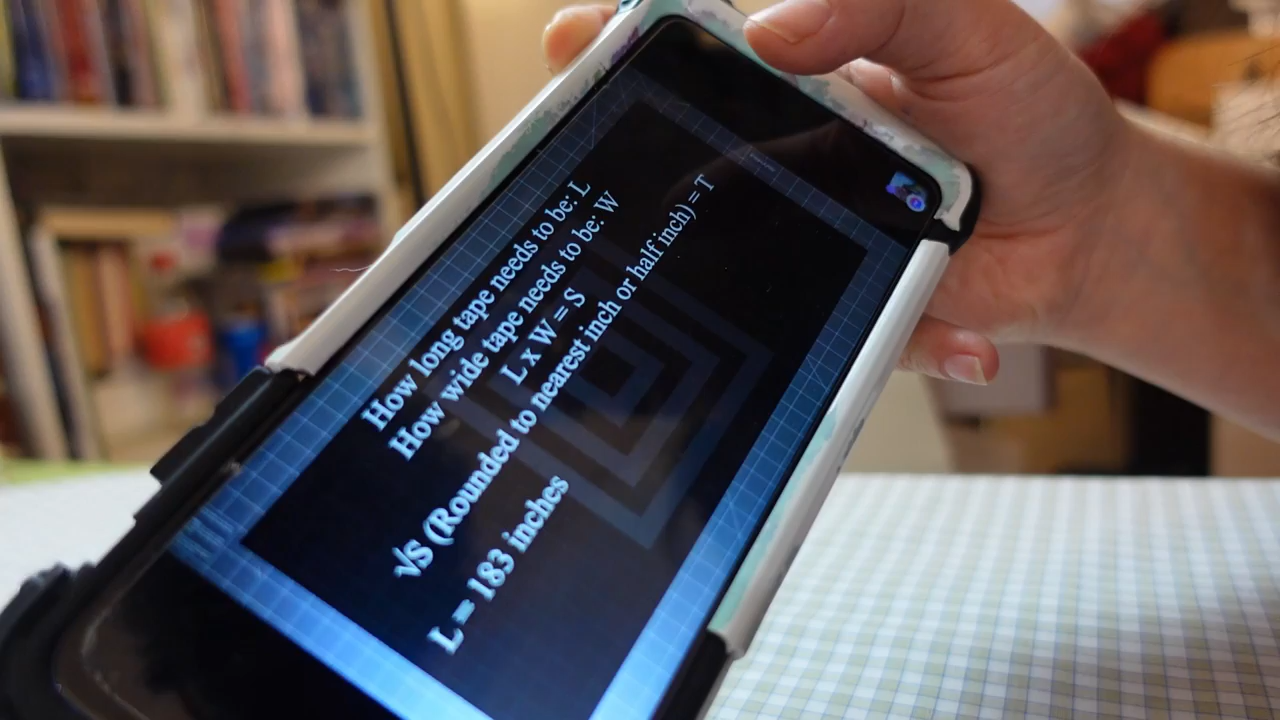 How long tape needs to be: L
How wide tape needs to be: W
L x W = S
√S (Rounded to nearest inch or half inch) = T
L = 183 inches